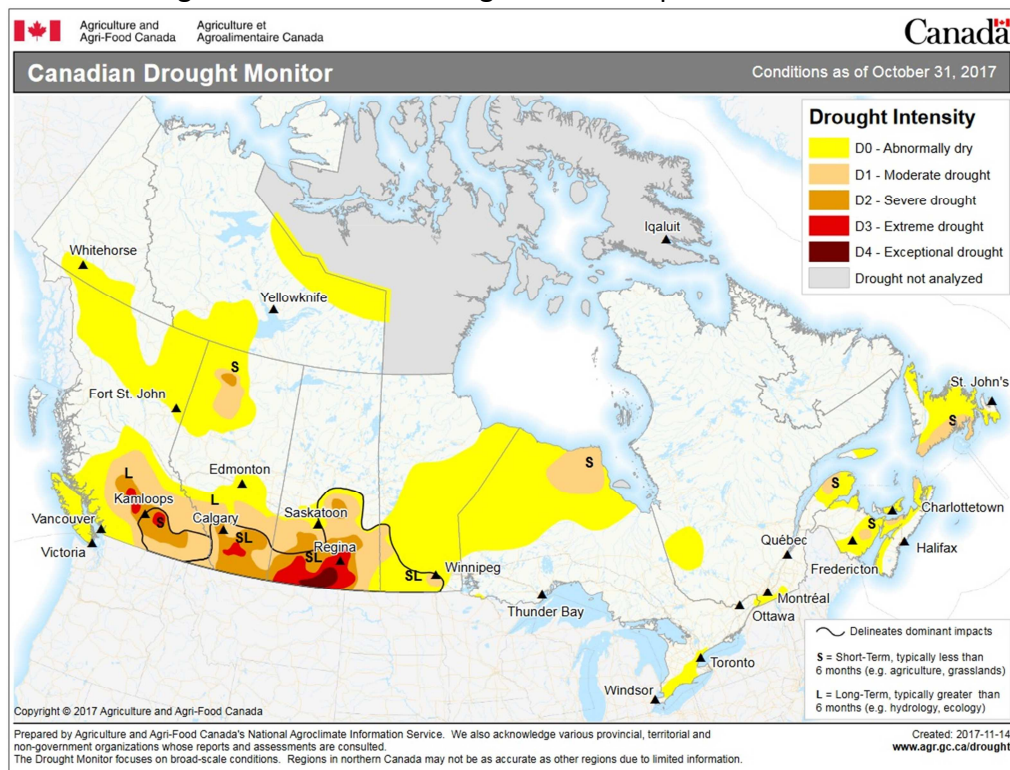 Agriculture and
Agri-Food Canada
Agriculture et
Agroalimentaire Canada
Canada
Canadian Drought Monitor
Conditions as of October 31, 2017
Drought Intensity
D0 - Abnormally dry
D1 - Moderate drought
D2 - Severe drought
D3 - Extreme drought
D4 - Exceptional drought
Drought not analyzed
Iqaluit
Whitehorse
Yellowknife
S
Fort St. John
St. John's
S
Edmonton
S
L
L
Kamloops
S
Saskatoon
Calgary
Charlottetown
Vancouver
S
SL
S
Regina
Québec
Halifax
Victoria
SL
Fredericton
SL
Winnipeg
Montréal
Thunder Bay
Ottawa
Toronto
Windsor
Delineates dominant impacts
S = Short-Term, typically less than
6 months (e.g. agriculture, grasslands)
L = Long-Term, typically greater than
6 months (e.g. hydrology, ecology)
Copyright © 2017 Agriculture and Agri-Food Canada
Prepared by Agriculture and Agri-Food Canada's National Agroclimate Information Service. We also acknowledge various provincial, territorial and
non-government organizations whose reports and assessments are consulted.
The Drought Monitor focuses on broad-scale conditions. Regions in northern Canada may not be as accurate as other regions due to limited information.
Created: 2017-11-14
www.agr.gc.ca/drought